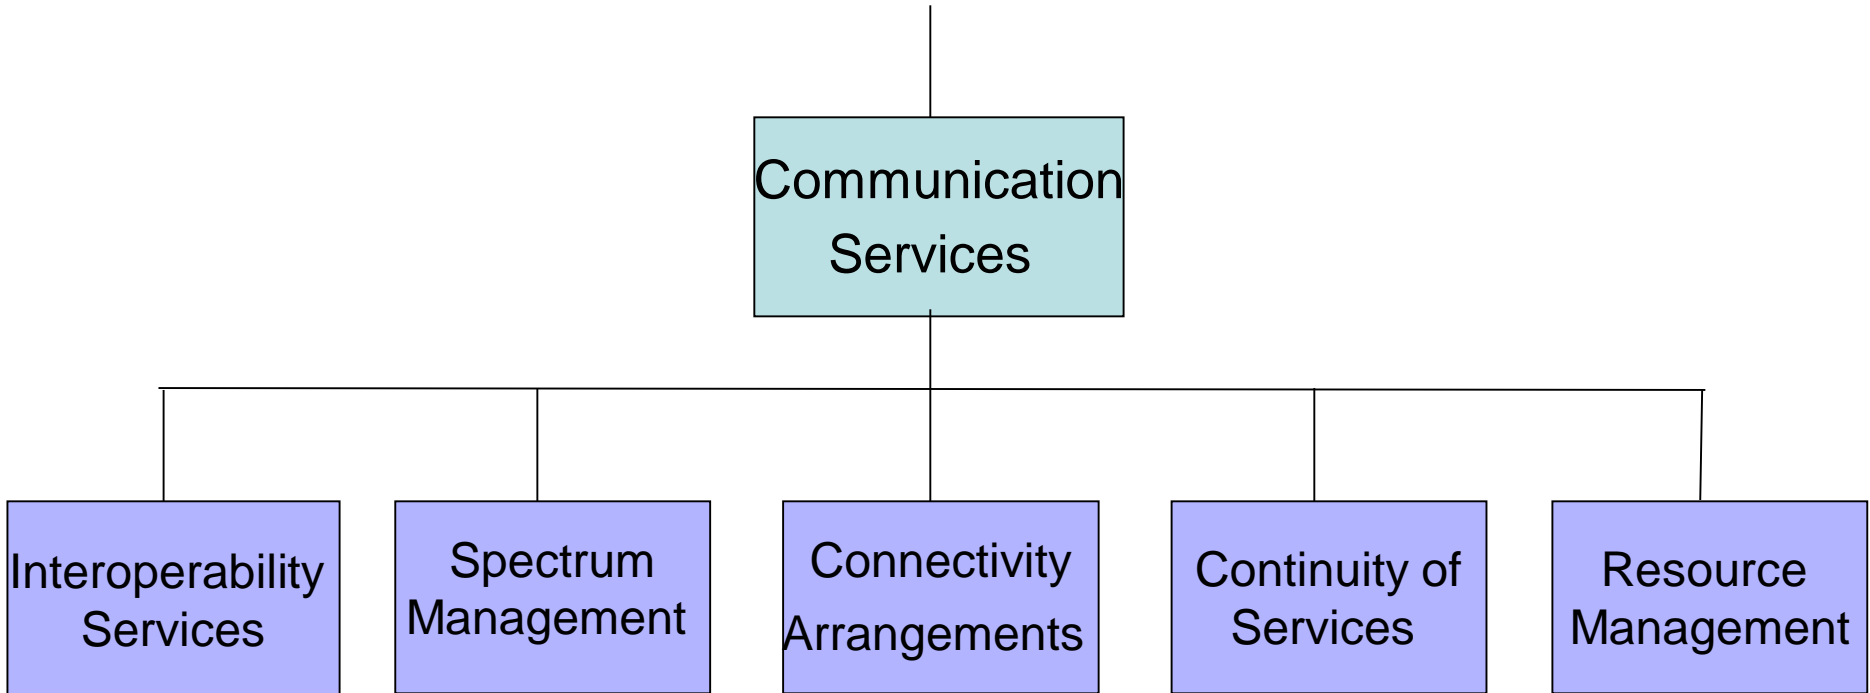 Communication
Services
Interoperability
Services
Spectrum
Management
Connectivity
Arrangements
Continuity of
Services
Resource
Management